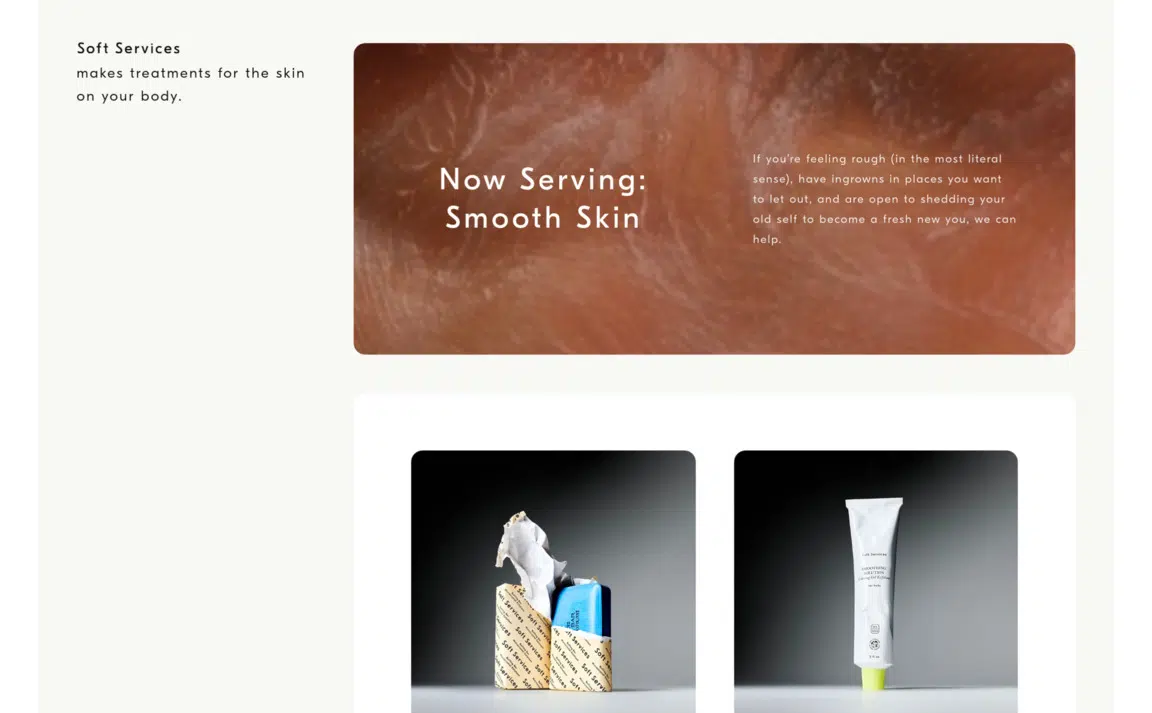 Soft Services
makes treatments for the skin
on your body.
Now Serving:
Smooth Skin
If you're feeling rough (in the most literal
sense), have ingrowns in places you want
to let out, and are open to shedding your
old self to become a fresh new you, we can
help.
Soft Services
Soft Services
Soft Services
Soft Services